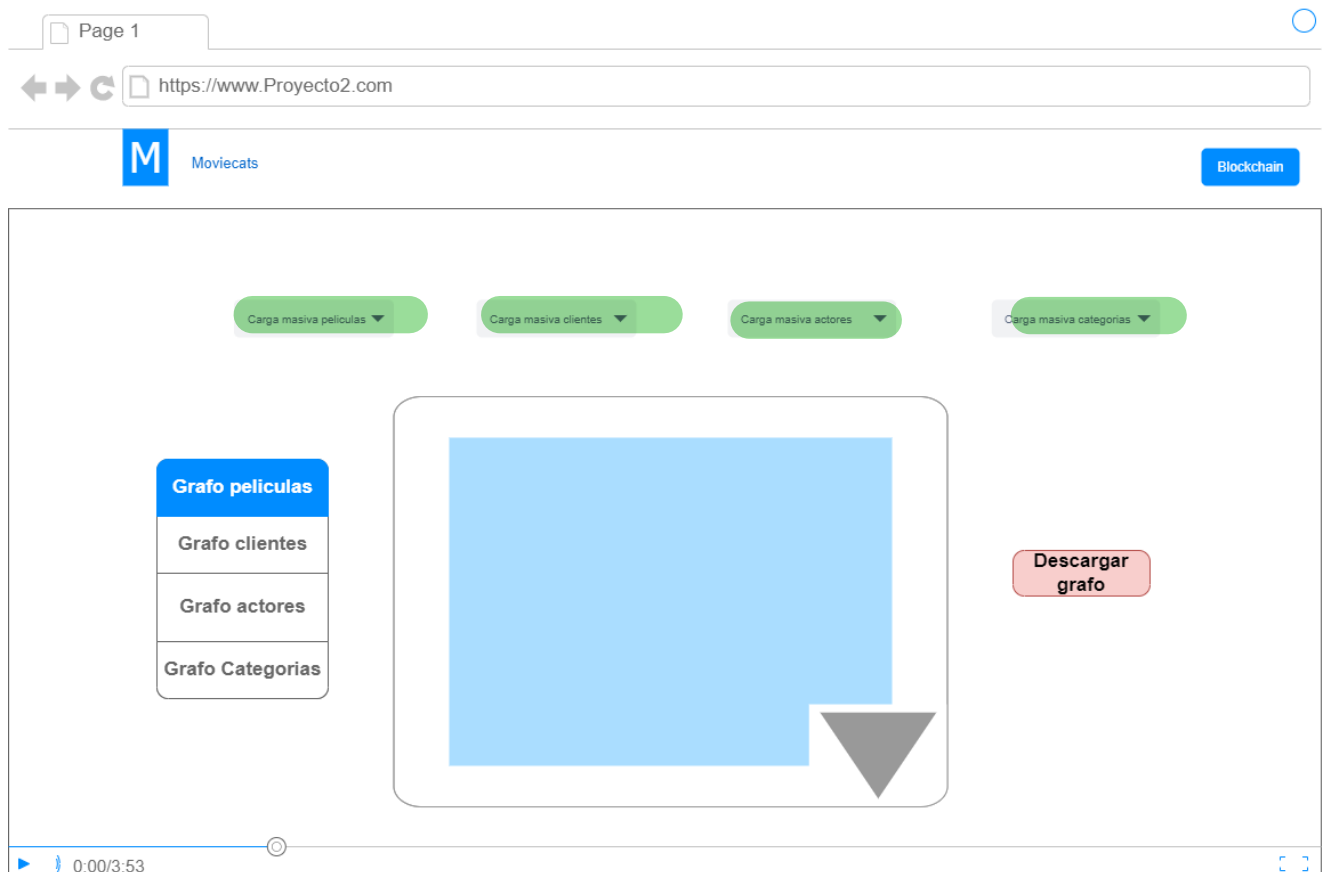 Page 1
https://www.Proyecto2.com
M
Moviecats
Blockchain
Carga masiva peliculas
Carga masiva clientes
Carga masiva actores
Carga masiva categorias
Grafo peliculas
Grafo clientes
Grafo actores
Grafo Categorias
Descargar
grafo
0:00/3:53